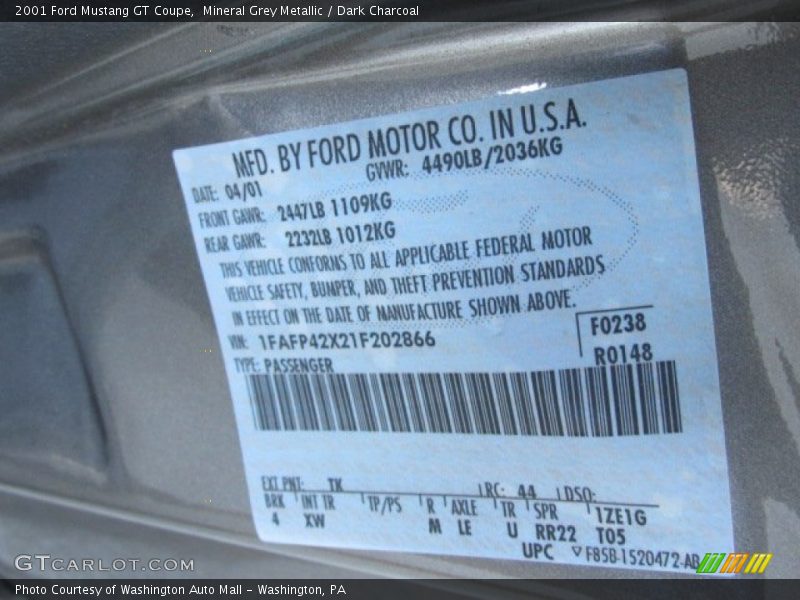 2001 Ford Mustang GT Coupe, Mineral Grey Metallic / Dark Charcoal
MFD. BY FORD MOTOR CO. IN U.S.A.
DATE: 04/01 GVWR: 4490LB/2036KG
FRONT GAWR: 2447LB 1109KG
REAR GAWR: 2232LB 1012KG
THIS VEHICLE CONFORMS TO ALL APPLICABLE FEDERAL MOTOR
VEHICLE SAFETY, BUMPER, AND THEFT PREVENTION STANDARDS
IN EFFECT ON THE DATE OF MANUFACTURE SHOWN ABOVE.
VIN: 1FAFP42X21F202866 F0238
TYPE: PASSENGER R0148
EXT PNT: TK RC: 44 DSO:
BRK INT TR TP/PS R AXLE TR SPR 1ZE1G
4 XW M LE U RR22 T05
UPC ▽F85B-1520472-AB
GTCARLOT.COM
Photo Courtesy of Washington Auto Mall - Washington, PA